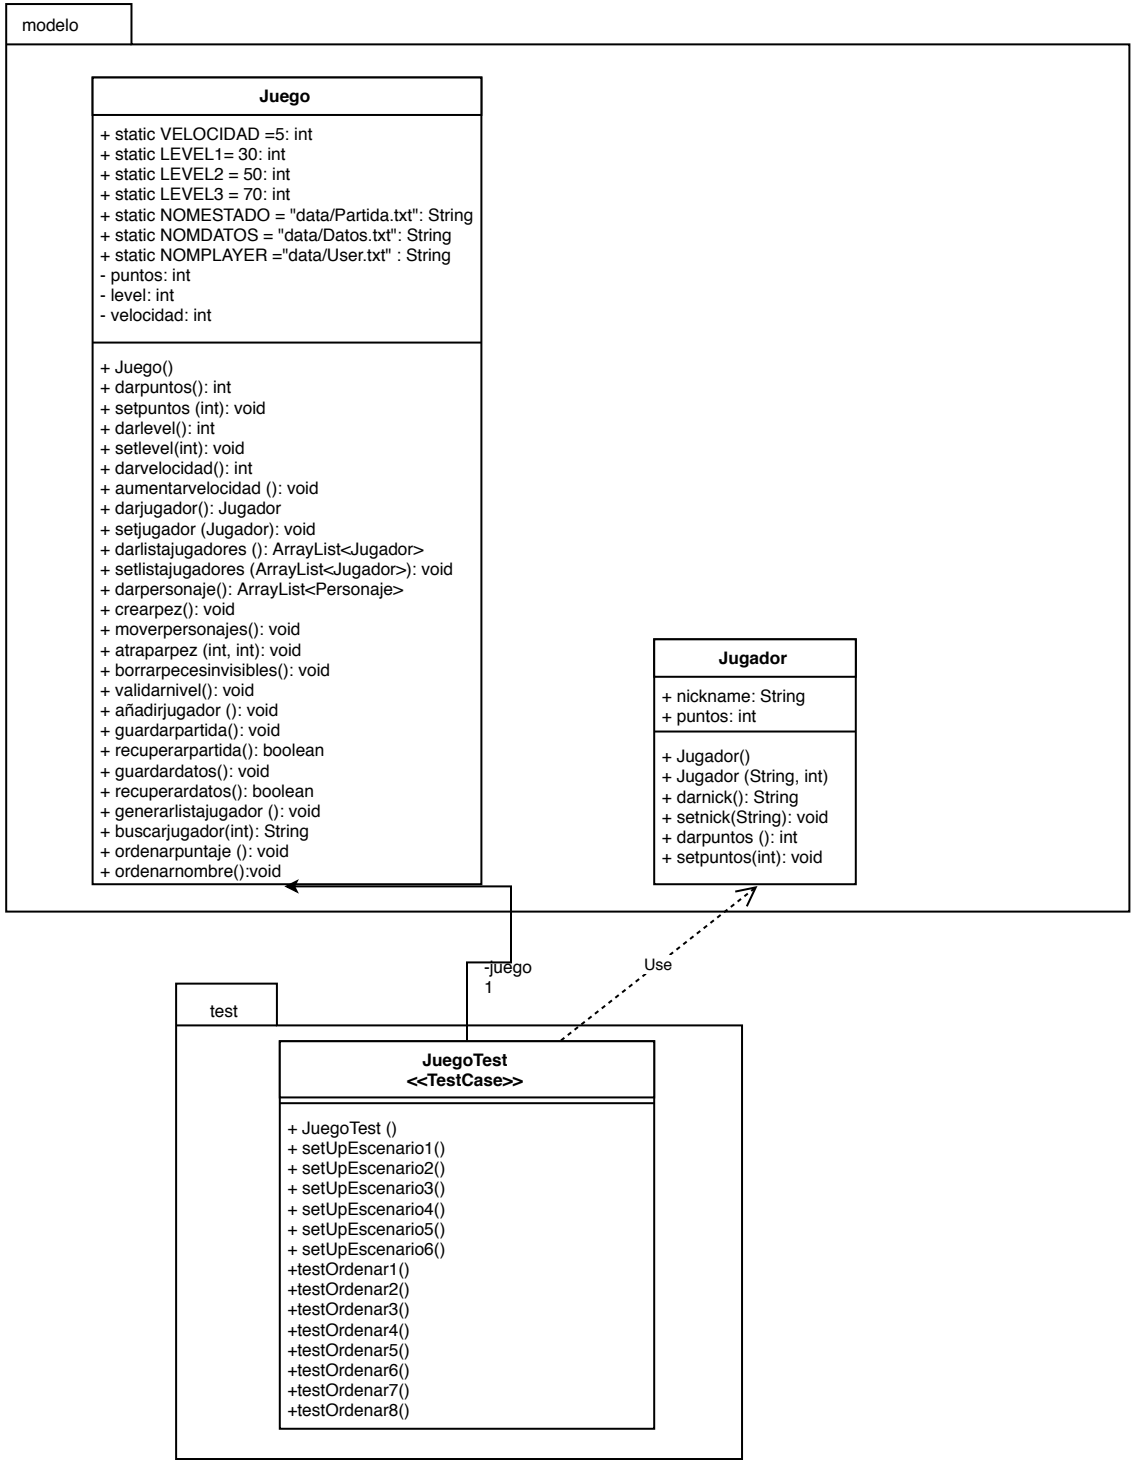 modelo
Juego
+ static VELOCIDAD =5: int
+ static LEVEL1= 30: int
+ static LEVEL2 = 50: int
+ static LEVEL3 = 70: int
+ static NOMESTADO = "data/Partida.txt": String
+ static NOMDATOS = "data/Datos.txt": String
+ static NOMPLAYER ="data/User.txt" : String
- puntos: int
- level: int
- velocidad: int
+ Juego()
+ darpuntos(): int
+ setpuntos (int): void
+ darlevel(): int
+ setlevel(int): void
+ darvelocidad(): int
+ aumentarvelocidad (): void
+ darjugador(): Jugador
+ setjugador (Jugador): void
+ darlistajugadores (): ArrayList<Jugador>
+ setlistajugadores (ArrayList<Jugador>): void
+ darpersonaje(): ArrayList<Personaje>
+ crearpez(): void
+ moverpersonajes(): void
+ atraparpez (int, int): void
+ borrarpecesinvisibles(): void
+ validarnivel(): void
+ añadirjugador (): void
+ guardarpartida(): void
+ recuperarpartida(): boolean
+ guardardatos(): void
+ recuperardatos(): boolean
+ generarlistajugador (): void
+ buscarjugador(int): String
+ ordenarpuntaje (): void
+ ordenarnombre():void
Jugador
+ nickname: String
+ puntos: int
+ Jugador()
+ Jugador (String, int)
+ darnick(): String
+ setnick(String): void
+ darpuntos (): int
+ setpuntos(int): void
-juego
1
Use
test
JuegoTest
<<TestCase>>
+ JuegoTest ()
+ setUpEscenario1()
+ setUpEscenario2()
+ setUpEscenario3()
+ setUpEscenario4()
+ setUpEscenario5()
+ setUpEscenario6()
+testOrdenar1()
+testOrdenar2()
+testOrdenar3()
+testOrdenar4()
+testOrdenar5()
+testOrdenar6()
+testOrdenar7()
+testOrdenar8()